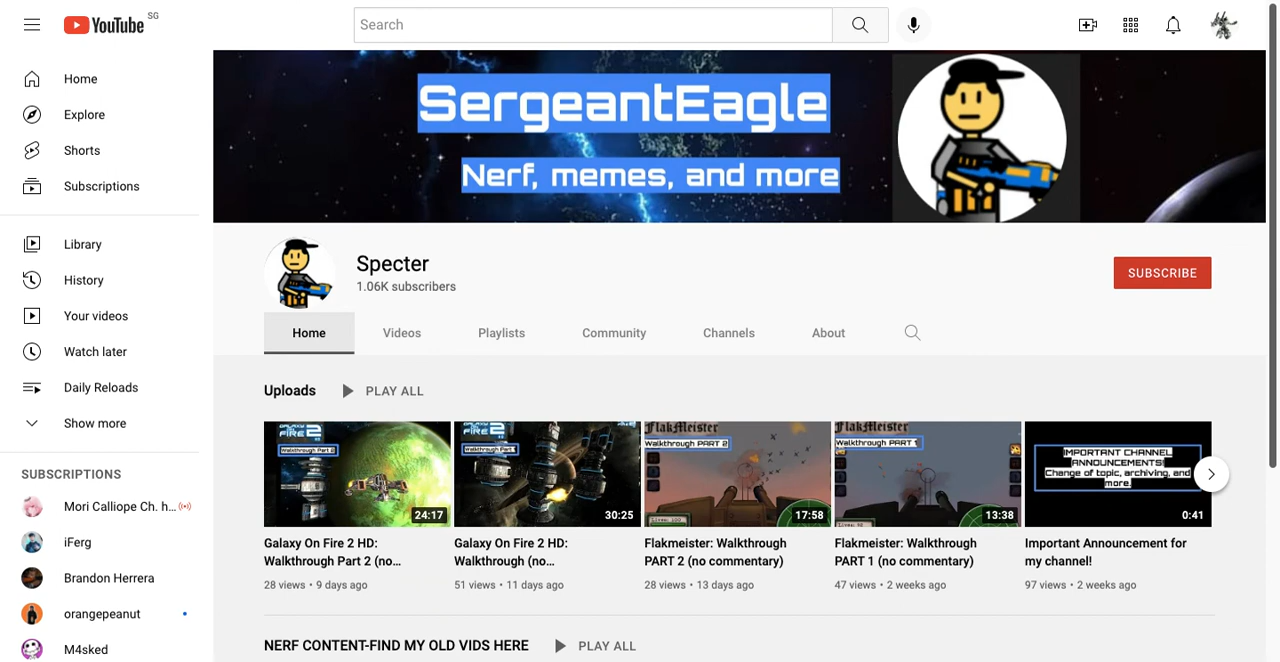 YouTube SG
Search
Home
Explore
Shorts
Subscriptions
Library
History
Your videos
Watch later
Daily Reloads
Show more
SUBSCRIPTIONS
Mori Calliope Ch. h...
iFerg
Brandon Herrera
orangepeanut
M4sked
SergeantEagle
Nerf, memes, and more
Specter
1.06K subscribers
SUBSCRIBE
Home Videos Playlists Community Channels About
Uploads PLAY ALL
GALAXY ON
FIRE 2 HD
Walkthrough Part 2
24:17
Galaxy On Fire 2 HD:
Walkthrough Part 2 (no...
28 views • 9 days ago
GALAXY ON
FIRE 2 HD
Walkthrough Part 1
30:25
Galaxy On Fire 2 HD:
Walkthrough (no...
51 views • 11 days ago
FlakMeister
Walkthrough PART 2
17:58
Flakmeister: Walkthrough
PART 2 (no commentary)
28 views • 13 days ago
FlakMeister
Walkthrough PART 1
13:38
Flakmeister: Walkthrough
PART 1 (no commentary)
47 views • 2 weeks ago
IMPORTANT CHANNEL
ANNOUNCEMENTS!
Change of topic, archiving, and
more.
0:41
Important Announcement for
my channel!
97 views • 2 weeks ago
NERF CONTENT-FIND MY OLD VIDS HERE PLAY ALL